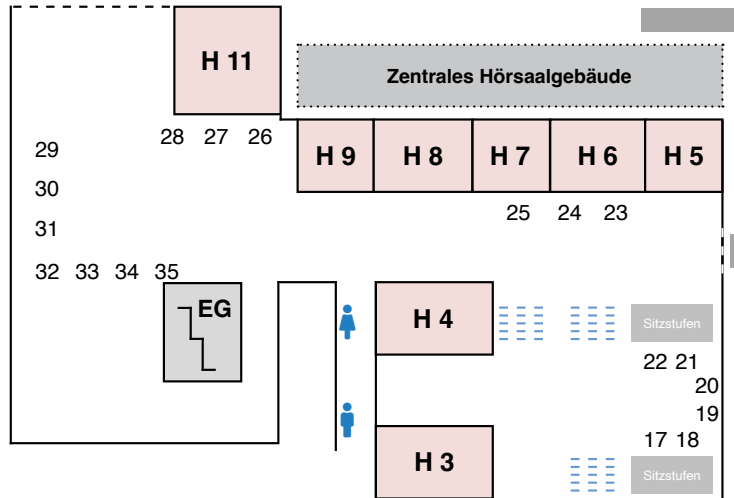 H 11
Zentrales Hörsaalgebäude
28 27 26
29
H 9 H 8 H 7 H 6 H 5
30
25 24 23
31
32 33 34 35
EG
H 4
Sitzstufen
22 21
20
19
17 18
H 3
Sitzstufen